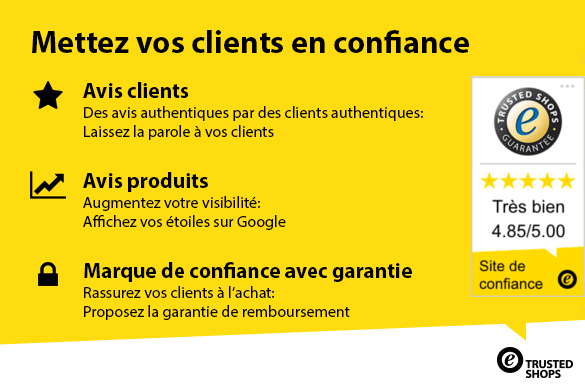 Mettez vos clients en confiance
Avis clients
Des avis authentiques par des clients authentiques:
Laissez la parole à vos clients
Avis produits
Augmentez votre visibilité:
Affichez vos étoiles sur Google
Marque de confiance avec garantie
Rassurez vos clients à l'achat:
Proposez la garantie de remboursement
TRUSTED SHOPS
e
GUARANTEE
Très bien
4.85/5.00
Site de
confiance
e
e
TRUSTED
SHOPS